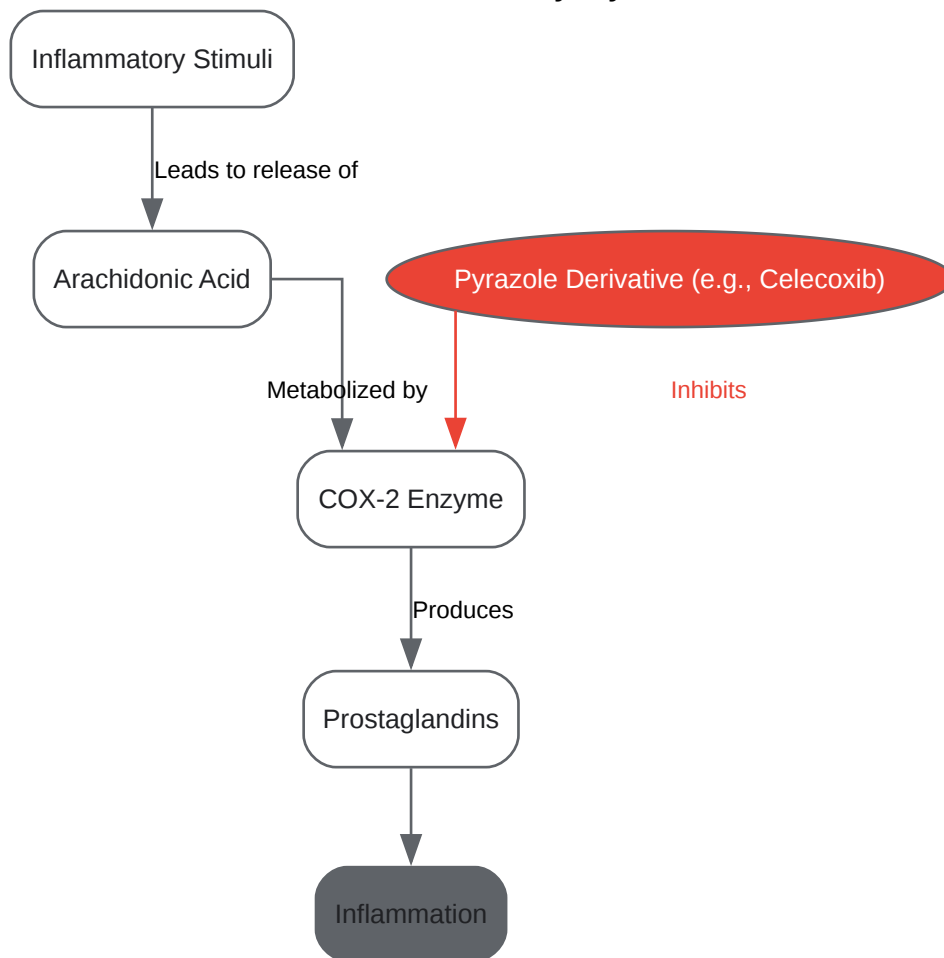 Inflammatory Stimuli
Leads to release of
Arachidonic Acid
Pyrazole Derivative (e.g., Celecoxib)
Metabolized by
Inhibits
COX-2 Enzyme
Produces
Prostaglandins
Inflammation